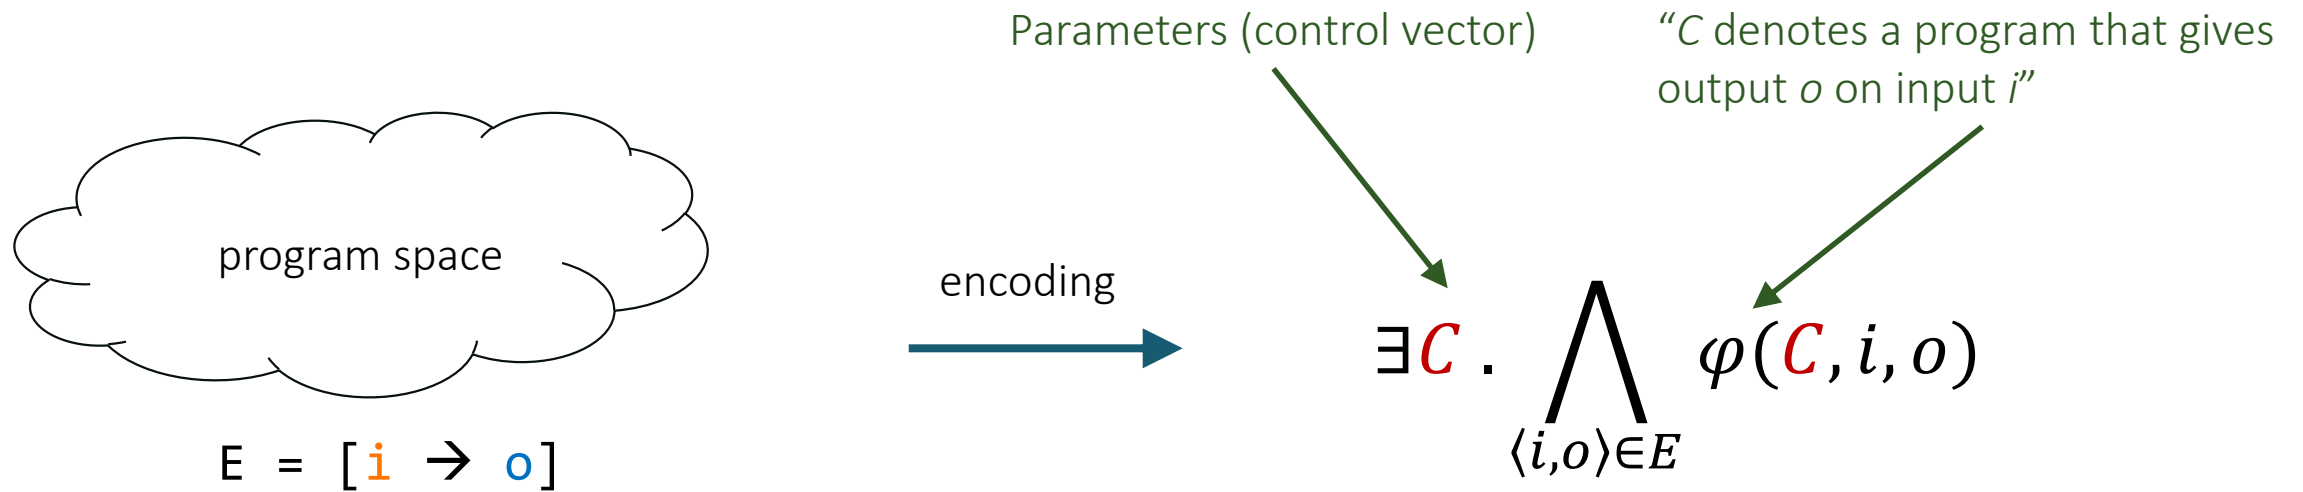 Parameters (control vector)
“C denotes a program that gives
output o on input i”
program space
encoding
∃C . ⋀ φ(C, i, o)
⟨i,o⟩∈E
E = [i → o]